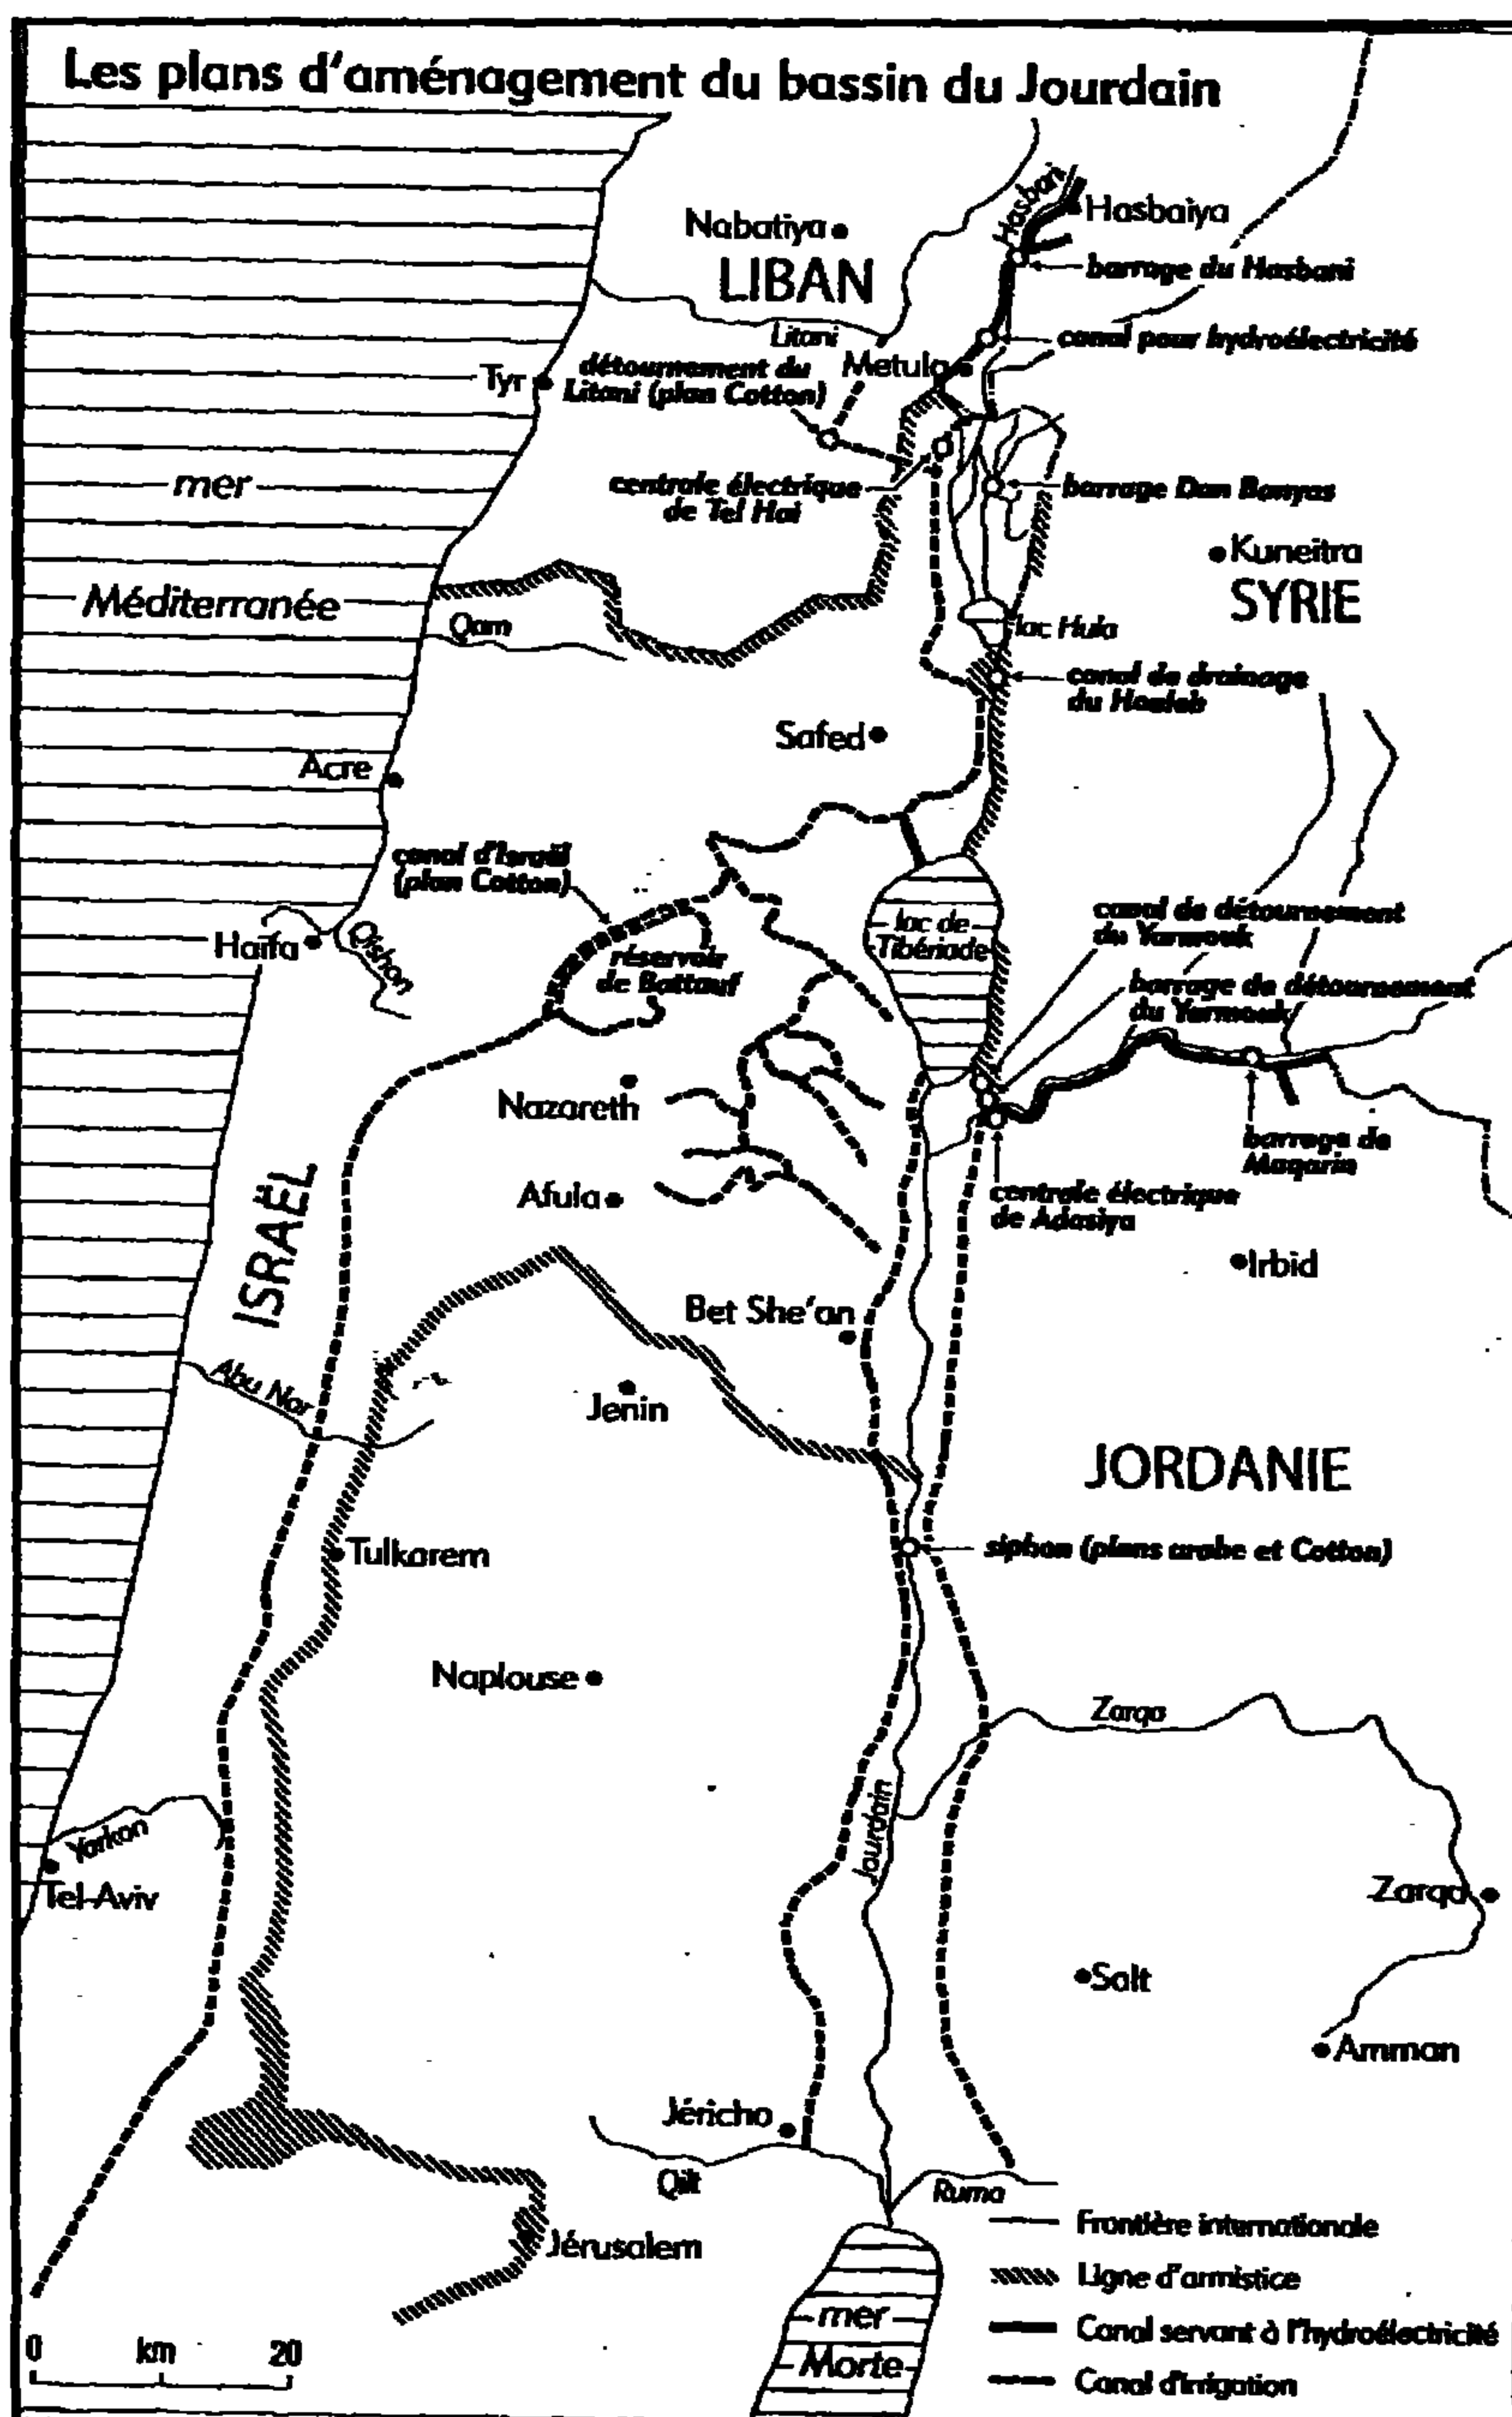 Les plans d'aménagement du bassin du Jourdain
Hasbani
Hasbaiya
Nabatiya
LIBAN
barrage du Hasbani
canal pour hydroélectricité
Litani
Metula
détournement du
Litani (plan Cotton)
Tyr
mer
centrale électrique
de Tel Hai
barrage Dan Banyas
Kuneitra
SYRIE
Méditerranée
Qarn
lac Hula
canal de drainage
du Houleh
Safed
Acre
canal d'Israël
(plan Cotton)
lac de
Tibériade
canal de détournement
du Yarmouk
Haïfa
Qishon
réservoir
de Battauf
barrage de détournement
du Yarmouk
Nazareth
barrage de
Maqarin
ISRAËL
Afula
centrale électrique
de Adasiya
Irbid
Bet She'an
Abu Nar
Jenin
JORDANIE
Tulkarem
siphon (plans arabe et Cotton)
Naplouse
Zarqa
Jourdain
Yarkon
Tel-Aviv
Zarqa
Salt
Amman
Jéricho
Qilt
Ruma
Jérusalem
Frontière internationale
Ligne d'armistice
mer
Morte
Canal servant à l'hydroélectricité
Canal d'irrigation
0 km 20